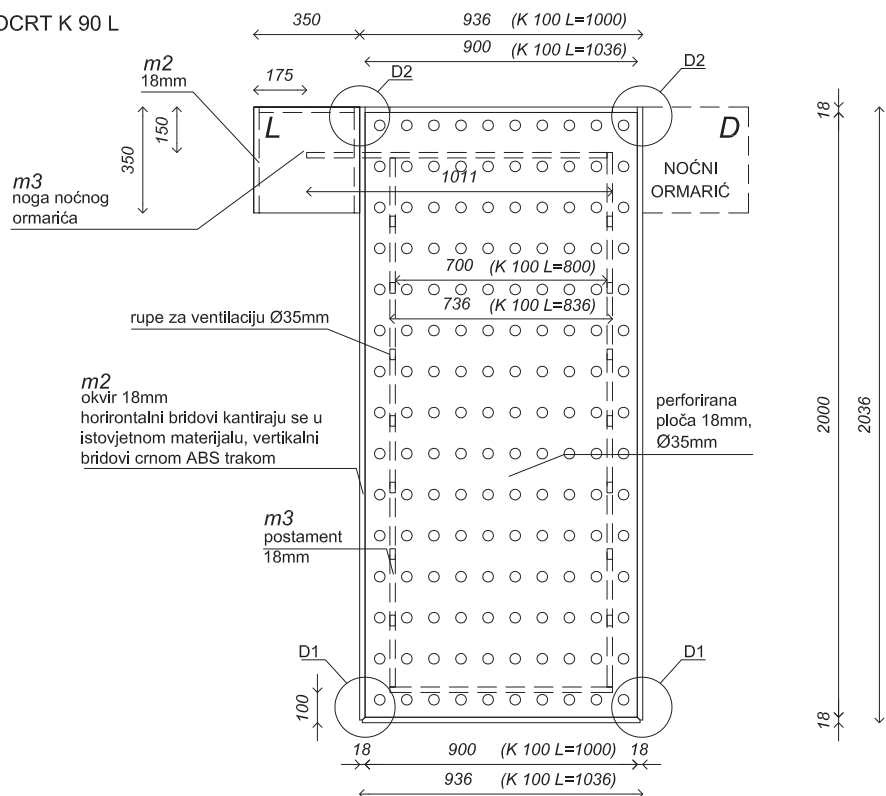 OCRT K 90 L
350
936 (K 100 L=1000)
900 (K 100 L=1036)
D2
D2
m2
18mm
175
150
350
L
D
NOĆNI
ORMARIĆ
18
m3
noga noćnog
ormarića
1011
700 (K 100 L=800)
736 (K 100 L=836)
rupe za ventilaciju Ø35mm
m2
okvir 18mm
horirontalni bridovi kantiraju se u
istovjetnom materijalu, vertikalni
bridovi crnom ABS trakom
perforirana
ploča 18mm,
Ø35mm
2000
2036
m3
postament
18mm
D1
D1
100
18
18
900 (K 100 L=1000)
18
936 (K 100 L=1036)